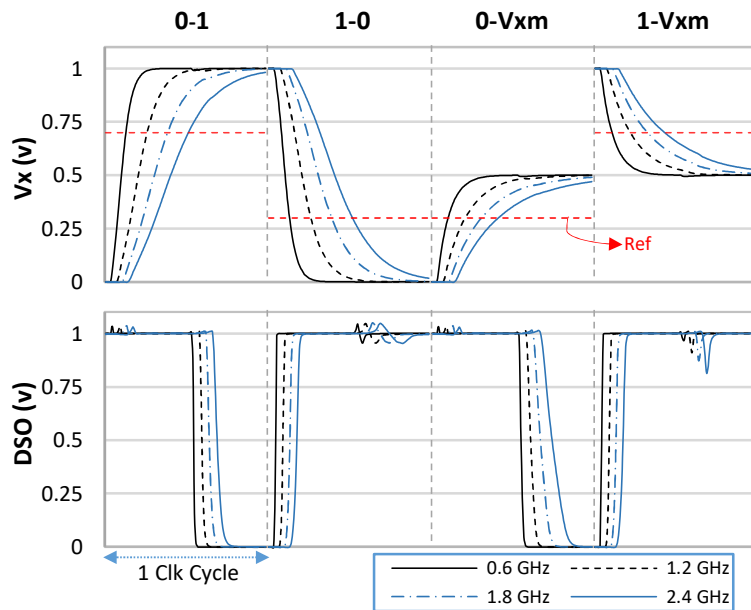 0-1 1-0 0-Vxm 1-Vxm
Vx (v)
1
0.75
0.5
0.25
0
Ref
DSO (v)
1
0.75
0.5
0.25
0
1 Clk Cycle
0.6 GHz 1.2 GHz
1.8 GHz 2.4 GHz